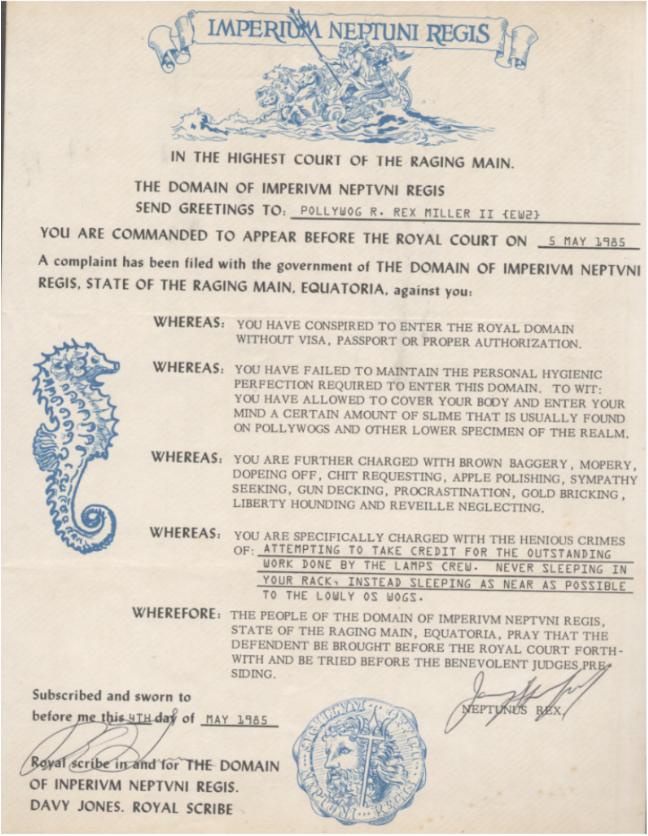 IMPERIUM NEPTUNI REGIS
IN THE HIGHEST COURT OF THE RAGING MAIN.
THE DOMAIN OF IMPERIVM NEPTVNI REGIS
SEND GREETINGS TO: POLLYWOG R. REX MILLER II {EW2}
YOU ARE COMMANDED TO APPEAR BEFORE THE ROYAL COURT ON 5 MAY 1985
A complaint has been filed with the government of THE DOMAIN OF IMPERIVM NEPTVNI
REGIS, STATE OF THE RAGING MAIN, EQUATORIA, against you:
WHEREAS: YOU HAVE CONSPIRED TO ENTER THE ROYAL DOMAIN
WITHOUT VISA, PASSPORT OR PROPER AUTHORIZATION.
WHEREAS: YOU HAVE FAILED TO MAINTAIN THE PERSONAL HYGIENIC
PERFECTION REQUIRED TO ENTER THIS DOMAIN. TO WIT:
YOU HAVE ALLOWED TO COVER YOUR BODY AND ENTER YOUR
MIND A CERTAIN AMOUNT OF SLIME THAT IS USUALLY FOUND
ON POLLYWOGS AND OTHER LOWER SPECIMEN OF THE REALM.
WHEREAS: YOU ARE FURTHER CHARGED WITH BROWN BAGGERY, MOPERY,
DOPEING OFF, CHIT REQUESTING, APPLE POLISHING, SYMPATHY
SEEKING, GUN DECKING, PROCRASTINATION, GOLD BRICKING,
LIBERTY HOUNDING AND REVEILLE NEGLECTING.
WHEREAS: YOU ARE SPECIFICALLY CHARGED WITH THE HENIOUS CRIMES
OF: ATTEMPTING TO TAKE CREDIT FOR THE OUTSTANDING
WORK DONE BY THE LAMPS CREW. NEVER SLEEPING IN
YOUR RACK, INSTEAD SLEEPING AS NEAR AS POSSIBLE
TO THE LOWLY OS WOGS.
WHEREFORE: THE PEOPLE OF THE DOMAIN OF IMPERIVM NEPTVNI REGIS,
STATE OF THE RAGING MAIN, EQUATORIA, PRAY THAT THE
DEFENDENT BE BROUGHT BEFORE THE ROYAL COURT FORTH-
WITH AND BE TRIED BEFORE THE BENEVOLENT JUDGES PRE-
SIDING.
Subscribed and sworn to
before me this 4TH day of MAY 1985
NEPTUNUS REX
Royal scribe in and for THE DOMAIN
OF INPERIVM NEPTVNI REGIS.
DAVY JONES. ROYAL SCRIBE